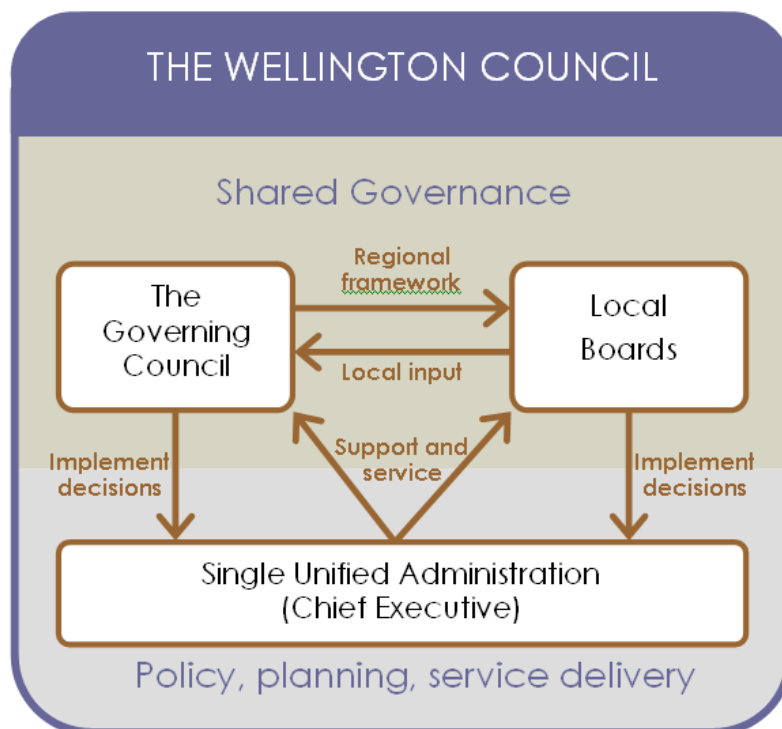 THE WELLINGTON COUNCIL
Shared Governance
Regional
framework
The
Governing
Council
Local
Boards
Local input
Implement
decisions
Support and
service
Implement
decisions
Single Unified Administration
(Chief Executive)
Policy, planning, service delivery